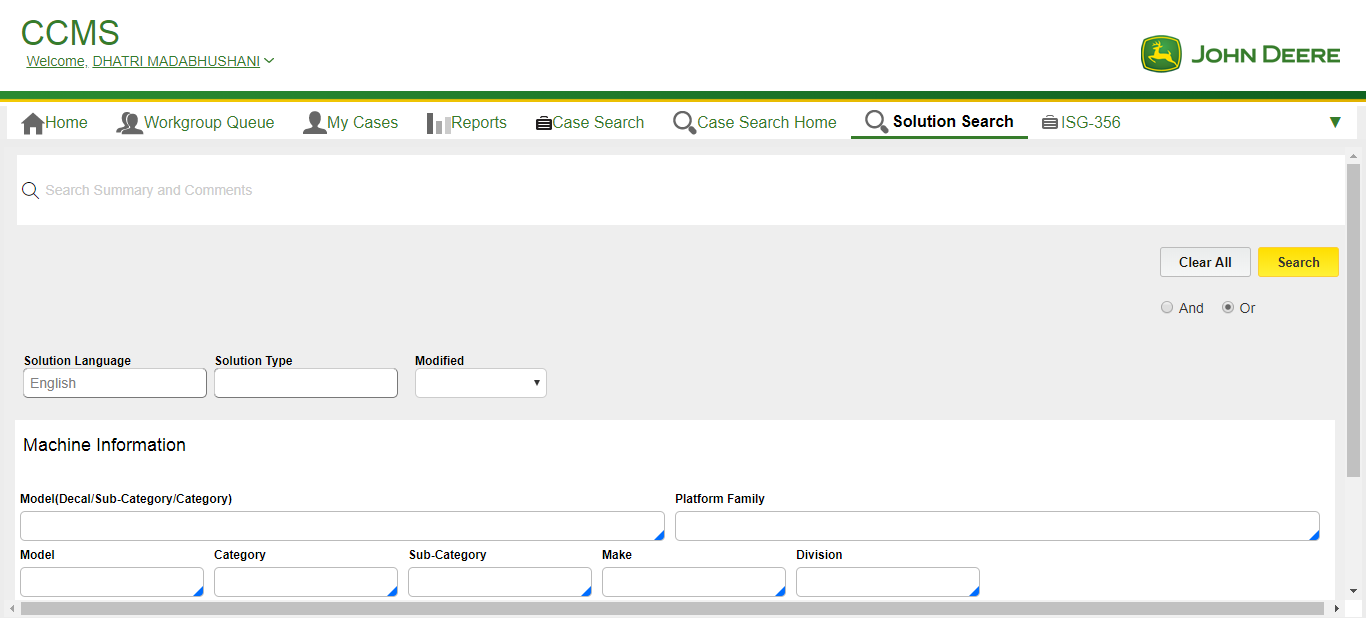 CCMS
Welcome, DHATRI MADABHUSHANI
JOHN DEERE
Home Workgroup Queue My Cases Reports Case Search Case Search Home Solution Search ISG-356
Search Summary and Comments
Clear All Search
And Or
Solution Language Solution Type Modified
English
Machine Information
Model(Decal/Sub-Category/Category) Platform Family
Model Category Sub-Category Make Division